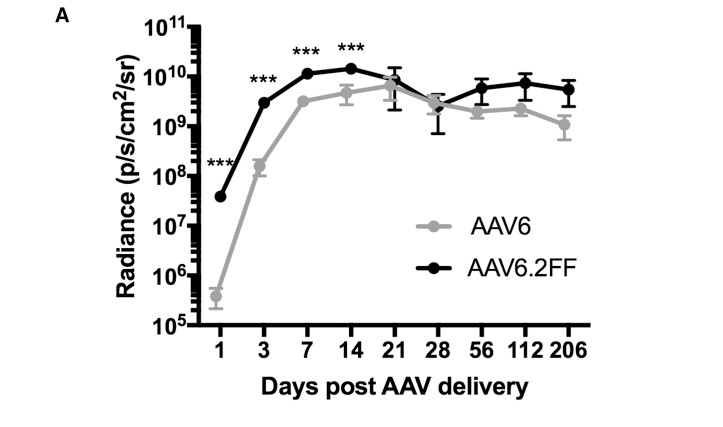 A
10¹¹
10¹⁰
10⁹
10⁸
10⁷
10⁶
10⁵
Radiance (p/s/cm²/sr)
***
***
***
***
AAV6
AAV6.2FF
1 3 7 14 21 28 56 112 206
Days post AAV delivery